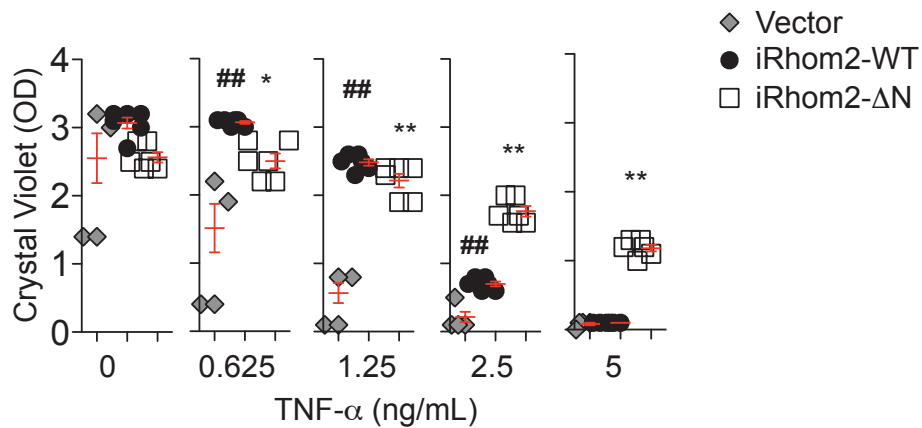 Vector
iRhom2-WT
iRhom2-ΔN
Crystal Violet (OD)
4
3
2
1
0
## *
## **
## **
**
0 0.625 1.25 2.5 5
TNF-α (ng/mL)